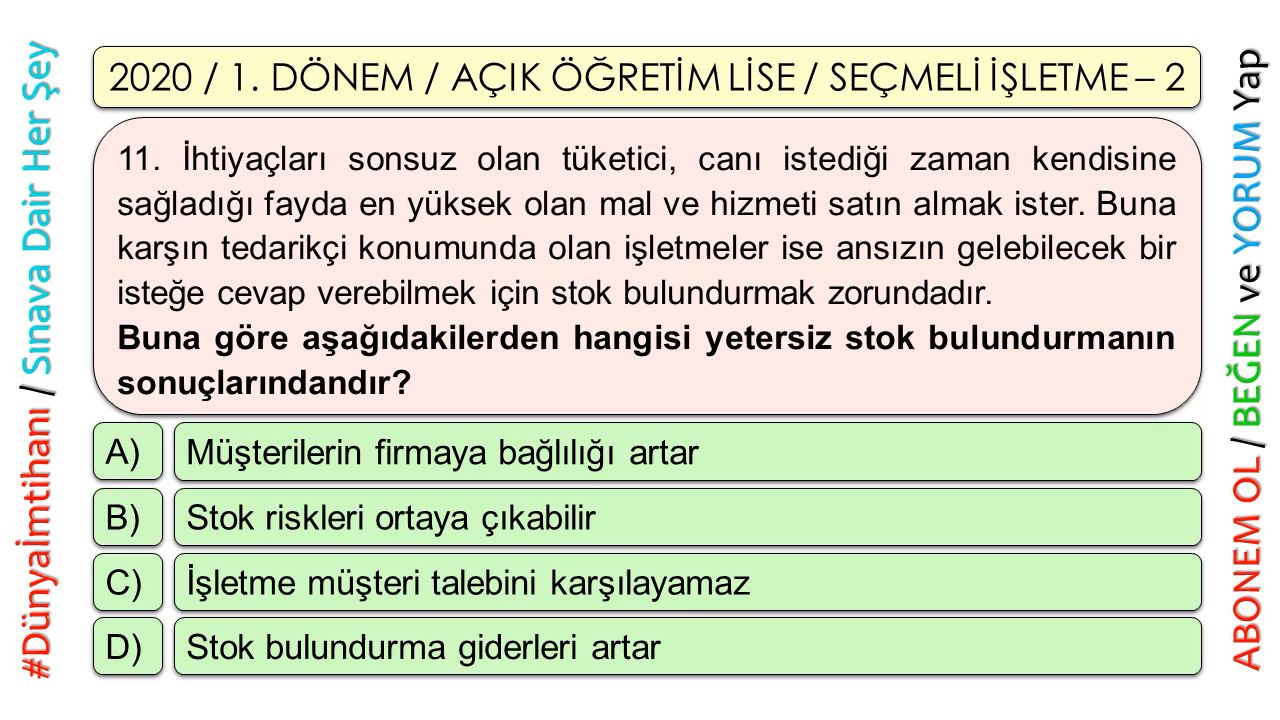 2020 / 1. DÖNEM / AÇIK ÖĞRETİM LİSE / SEÇMELİ İŞLETME – 2
11. İhtiyaçları sonsuz olan tüketici, canı istediği zaman kendisine
sağladığı fayda en yüksek olan mal ve hizmeti satın almak ister. Buna
karşın tedarikçi konumunda olan işletmeler ise ansızın gelebilecek bir
isteğe cevap verebilmek için stok bulundurmak zorundadır.
Buna göre aşağıdakilerden hangisi yetersiz stok bulundurmanın
sonuçlarındandır?
A) Müşterilerin firmaya bağlılığı artar
B) Stok riskleri ortaya çıkabilir
C) İşletme müşteri talebini karşılayamaz
D) Stok bulundurma giderleri artar
#Dünyaİmtihanı / Sınava Dair Her Şey
ABONEM OL / BEĞEN ve YORUM Yap